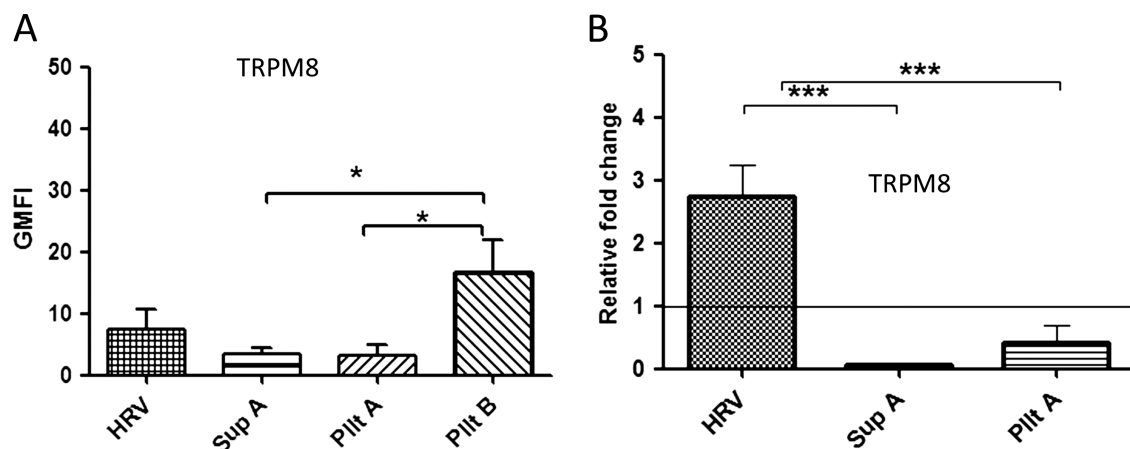 A
TRPM8
50
40
30
20
10
0
GMFI
*
*
HRV
Sup A
Pllt A
Pllt B
B
5
4
3
2
1
0
Relative fold change
***
***
TRPM8
HRV
Sup A
Pllt A